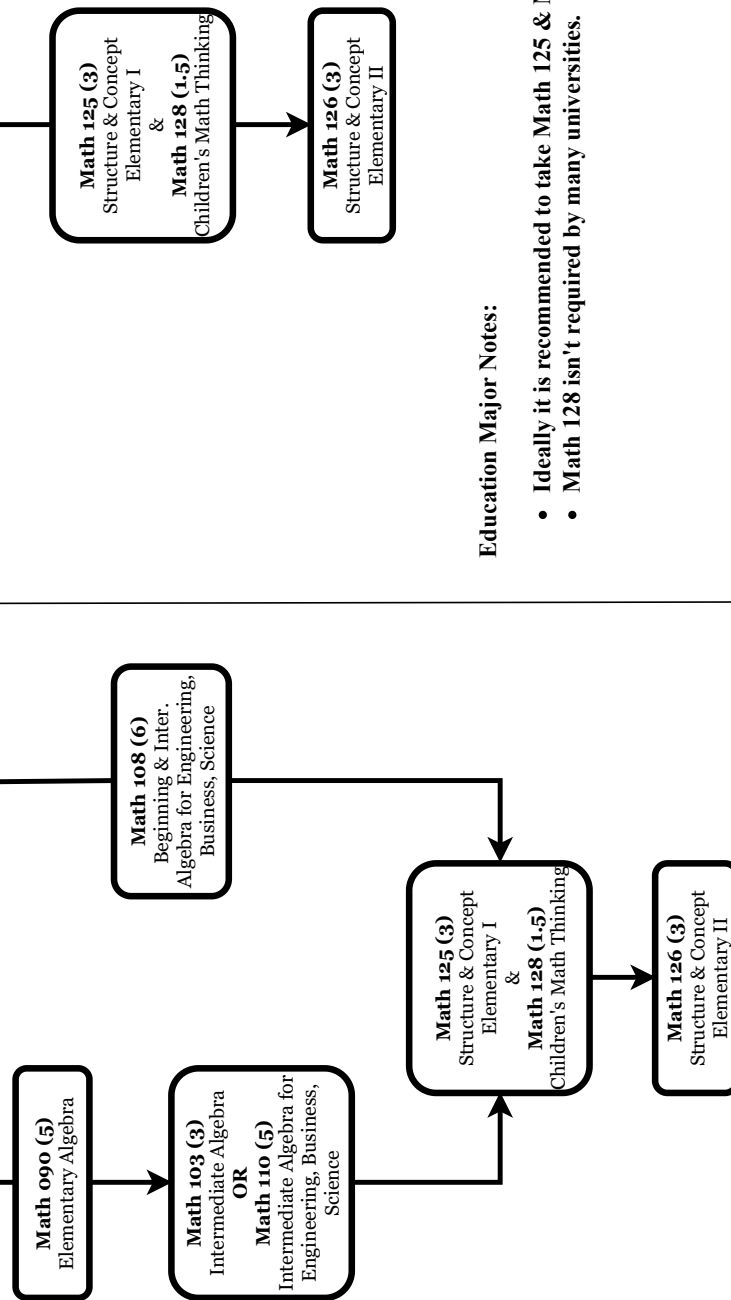 Math 090 (5)
Elementary Algebra
Math 103 (3)
Intermediate Algebra
OR
Math 110 (5)
Intermediate Algebra for
Engineering, Business,
Science
Math 108 (6)
Beginning & Inter.
Algebra for Engineering,
Business, Science
Math 125 (3)
Structure & Concept
Elementary I
&
Math 128 (1.5)
Children's Math Thinking
Math 126 (3)
Structure & Concept
Elementary II
Math 125 (3)
Structure & Concept
Elementary I
&
Math 128 (1.5)
Children's Math Thinking
Math 126 (3)
Structure & Concept
Elementary II
Education Major Notes:
• Ideally it is recommended to take Math 125 &
• Math 128 isn't required by many universities.